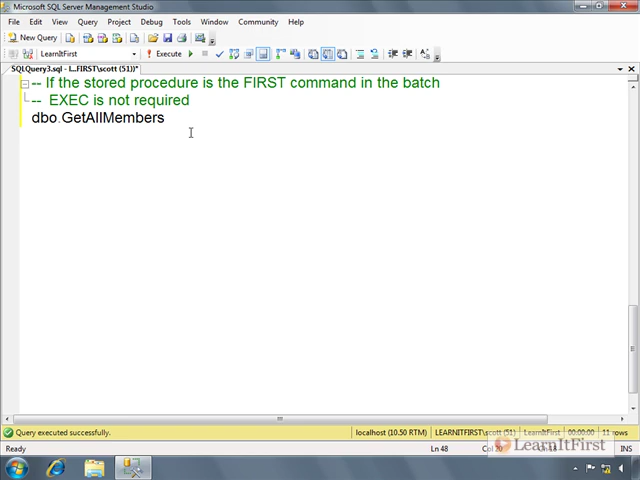 Microsoft SQL Server Management Studio
File Edit View Query Project Debug Tools Window Community Help
New Query
LearnItFirst Execute
SQLQuery3.sql - l...FIRST\scott (51))*
-- If the stored procedure is the FIRST command in the batch
-- EXEC is not required
dbo.GetAllMembers
Query executed successfully. localhost (10.50 RTM) LEARNITFIRST\scott (51) LearnItFirst 00:00:00 11 rows
LearnItFirst
Ready Ln 48 Col 20 INS